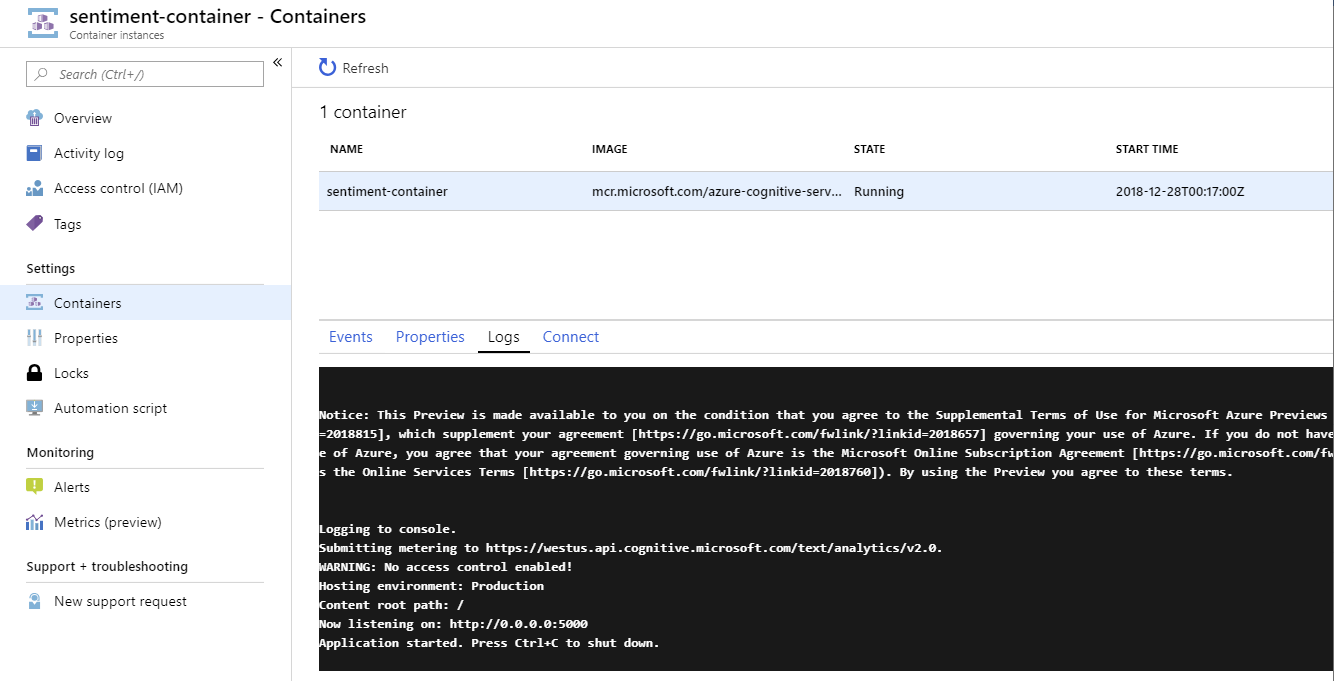 sentiment-container - Containers
Container instances
Search (Ctrl+/)
«
Overview
Activity log
Access control (IAM)
Tags
Settings
Containers
Properties
Locks
Automation script
Monitoring
Alerts
Metrics (preview)
Support + troubleshooting
New support request
Refresh
1 container
NAME IMAGE STATE START TIME
sentiment-container mcr.microsoft.com/azure-cognitive-serv... Running 2018-12-28T00:17:00Z
Events Properties Logs Connect
Notice: This Preview is made available to you on the condition that you agree to the Supplemental Terms of Use for Microsoft Azure Previews
=2018815], which supplement your agreement [https://go.microsoft.com/fwlink/?linkid=2018657] governing your use of Azure. If you do not have
e of Azure, you agree that your agreement governing use of Azure is the Microsoft Online Subscription Agreement [https://go.microsoft.com/fw
s the Online Services Terms [https://go.microsoft.com/fwlink/?linkid=2018760]). By using the Preview you agree to these terms.
Logging to console.
Submitting metering to https://westus.api.cognitive.microsoft.com/text/analytics/v2.0.
WARNING: No access control enabled!
Hosting environment: Production
Content root path: /
Now listening on: http://0.0.0.0:5000
Application started. Press Ctrl+C to shut down.